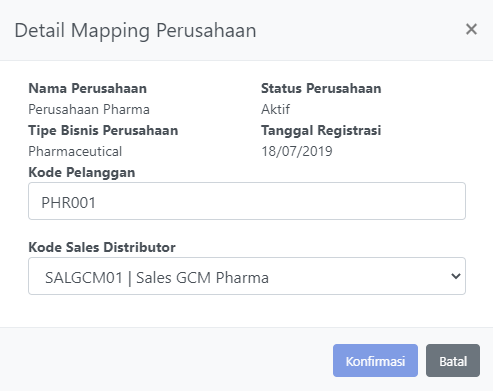 Detail Mapping Perusahaan ×
Nama Perusahaan Status Perusahaan
Perusahaan Pharma Aktif
Tipe Bisnis Perusahaan Tanggal Registrasi
Pharmaceutical 18/07/2019
Kode Pelanggan
PHR001
Kode Sales Distributor
SALGCM01 | Sales GCM Pharma
Konfirmasi Batal